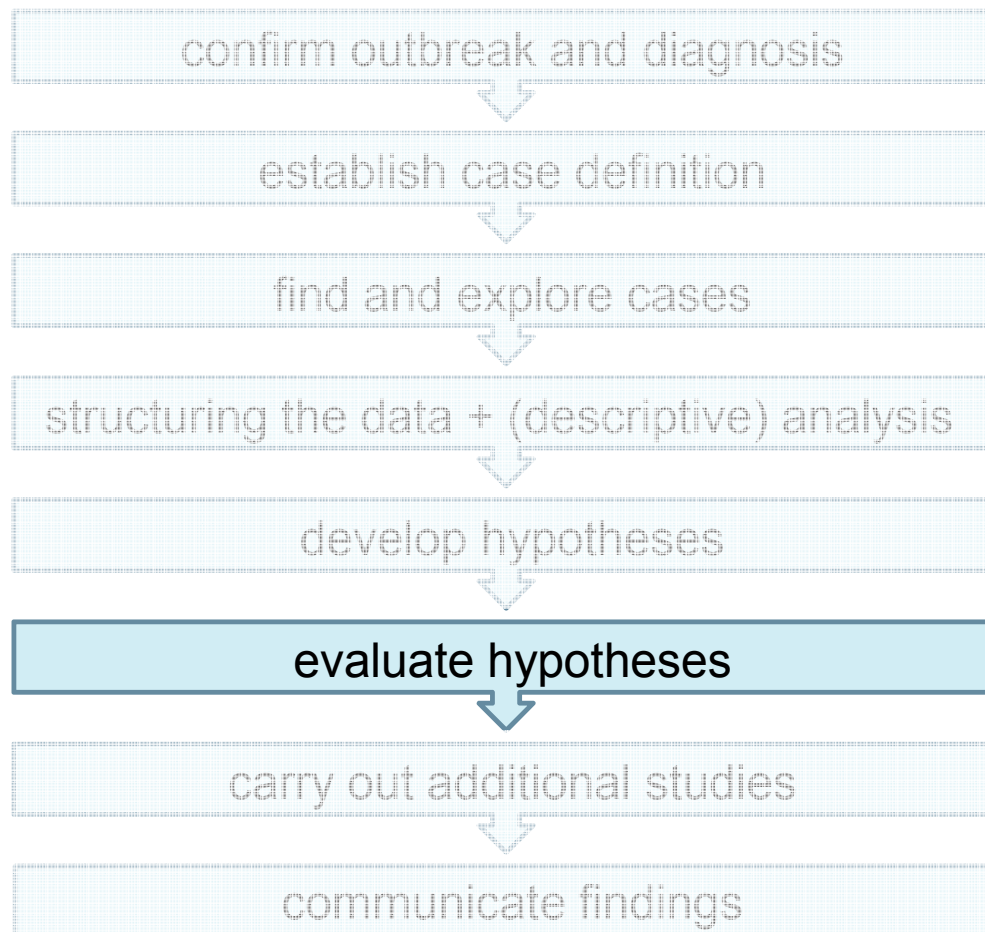 confirm outbreak and diagnosis
establish case definition
find and explore cases
structuring the data + (descriptive) analysis
develop hypotheses
evaluate hypotheses
carry out additional studies
communicate findings